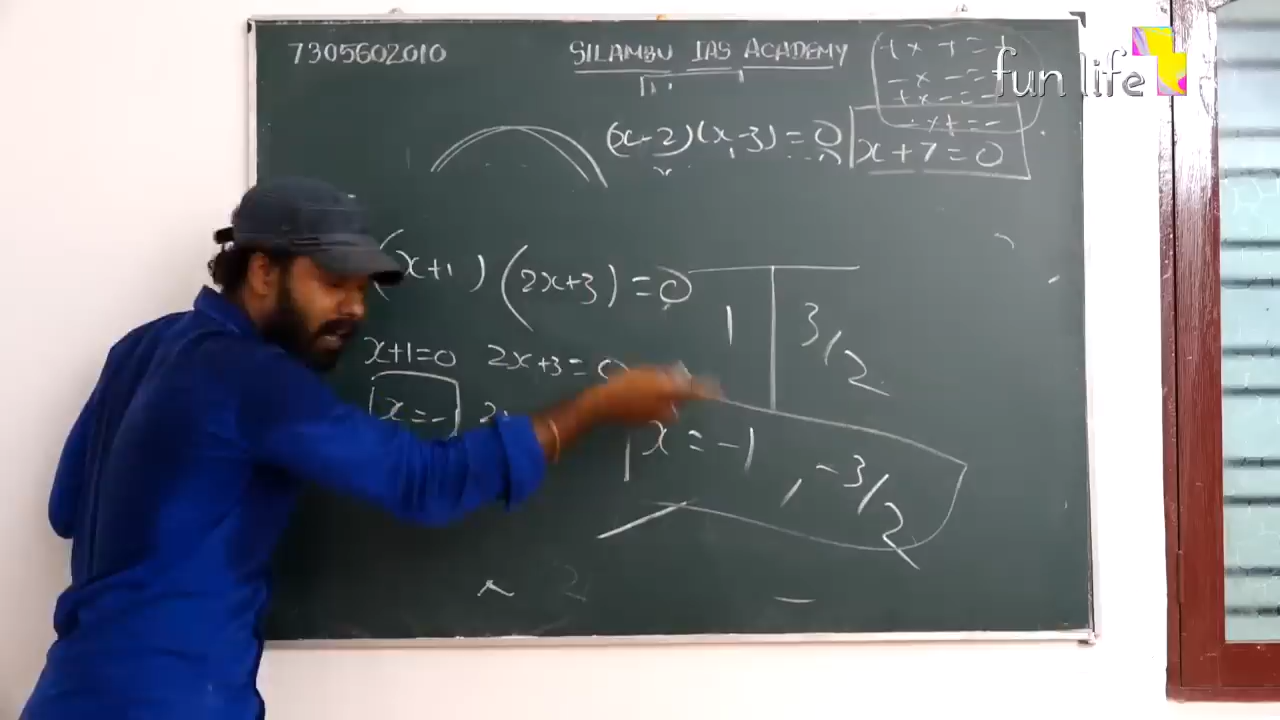 7305602010
SILAMBU IAS ACADEMY
fun life
+ × + = +
- × - =
+ × - = -
- × + = -
(x-2)(x-3)=0
x+7=0
(x+1) (2x+3) = 0
1 3/2
x+1=0 2x+3=0
x=-1
x = -1 , -3/2